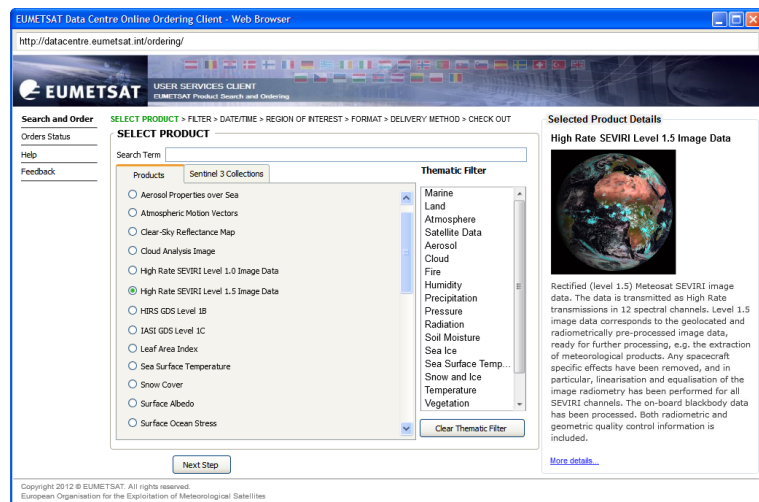 EUMETSAT Data Centre Online Ordering Client - Web Browser
http://datacentre.eumetsat.int/ordering/
EUMETSAT
USER SERVICES CLIENT
EUMETSAT Product Search and Ordering
Search and Order
Orders Status
Help
Feedback
SELECT PRODUCT > FILTER > DATE/TIME > REGION OF INTEREST > FORMAT > DELIVERY METHOD > CHECK OUT
SELECT PRODUCT
Search Term
Products
Sentinel 3 Collections
Aerosol Properties over Sea
Atmospheric Motion Vectors
Clear-Sky Reflectance Map
Cloud Analysis Image
High Rate SEVIRI Level 1.0 Image Data
High Rate SEVIRI Level 1.5 Image Data
HIRS GDS Level 1B
IASI GDS Level 1C
Leaf Area Index
Sea Surface Temperature
Snow Cover
Surface Albedo
Surface Ocean Stress
Thematic Filter
Marine
Land
Atmosphere
Satellite Data
Aerosol
Cloud
Fire
Humidity
Precipitation
Pressure
Radiation
Soil Moisture
Sea Ice
Sea Surface Temp...
Snow and Ice
Temperature
Vegetation
Clear Thematic Filter
Next Step
Selected Product Details
High Rate SEVIRI Level 1.5 Image Data
Rectified (level 1.5) Meteosat SEVIRI image
data. The data is transmitted as High Rate
transmissions in 12 spectral channels. Level 1.5
image data corresponds to the geolocated and
radiometrically pre-processed image data,
ready for further processing, e.g. the extraction
of meteorological products. Any spacecraft
specific effects have been removed, and in
particular, linearisation and equalisation of the
image radiometry has been performed for all
SEVIRI channels. The on-board blackbody data
has been processed. Both radiometric and
geometric quality control information is
included.
More details...
Copyright 2012 © EUMETSAT. All rights reserved.
European Organisation for the Exploitation of Meteorological Satellites